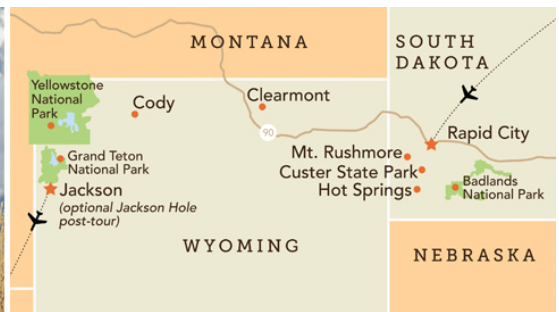 MONTANA
SOUTH
DAKOTA
Yellowstone
National
Park
Cody
Clearmont
90
Rapid City
Mt. Rushmore
Custer State Park
Hot Springs
Grand Teton
National Park
Badlands
National Park
Jackson
(optional Jackson Hole
post-tour)
WYOMING
NEBRASKA